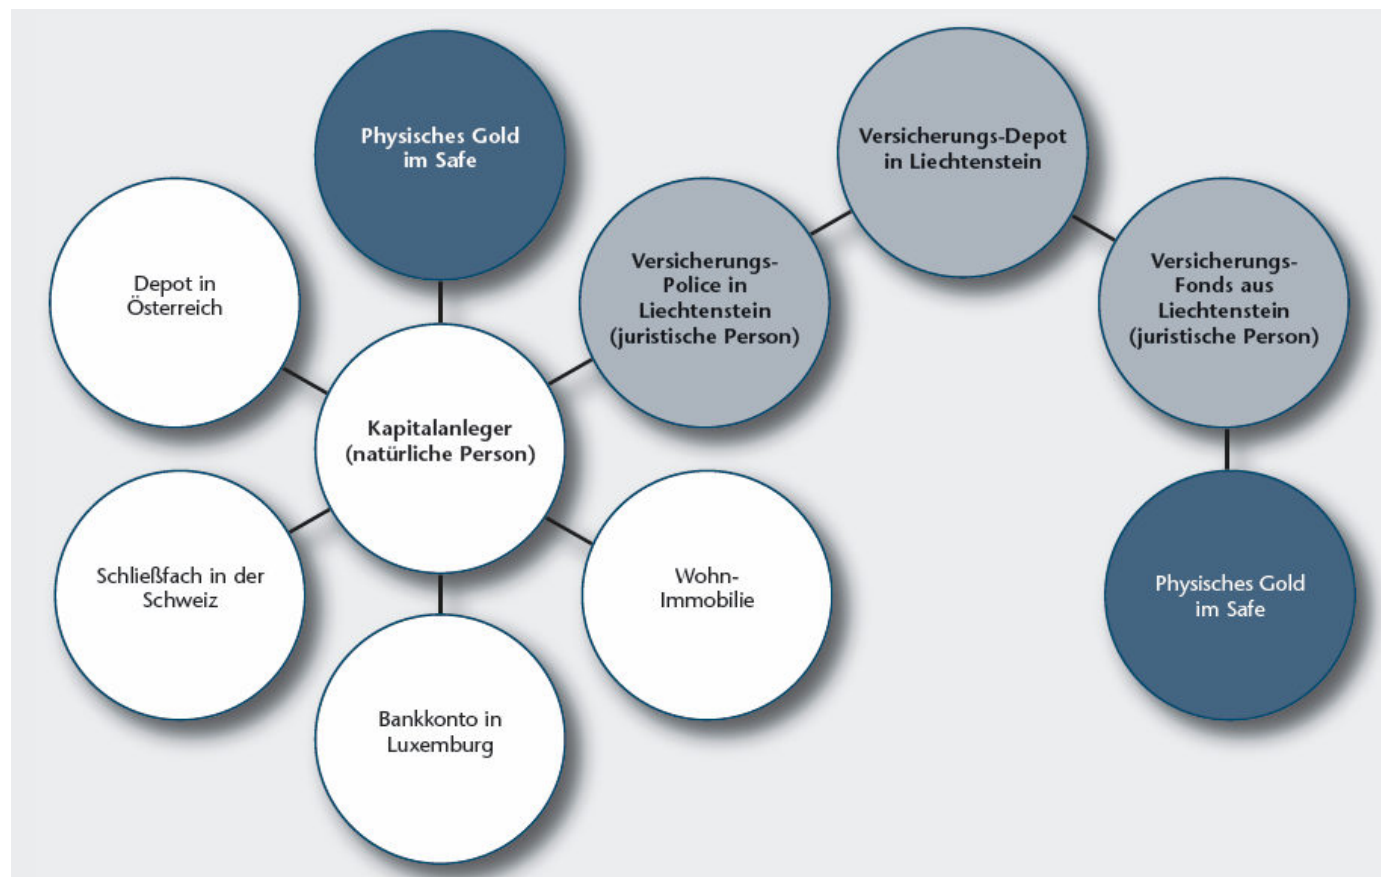 Physisches Gold
im Safe
Versicherungs-Depot
in Liechtenstein
Depot in
Österreich
Versicherungs-
Police in
Liechtenstein
(juristische Person)
Versicherungs-
Fonds aus
Liechtenstein
(juristische Person)
Kapitalanleger
(natürliche Person)
Schließfach in der
Schweiz
Wohn-
Immobilie
Physisches Gold
im Safe
Bankkonto in
Luxemburg